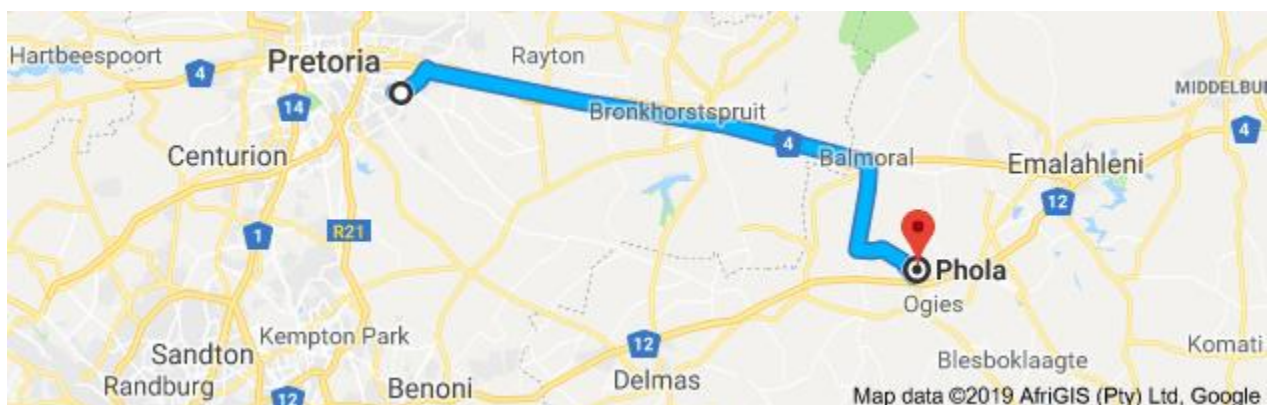 Hartbeespoort
Pretoria
Rayton
4
14
Bronkhorstspruit
MIDDELBU
4
4
Centurion
Balmoral
Emalahleni
12
R21
1
Phola
Ogies
Kempton Park
Sandton
12
Komati
Randburg
Benoni
Delmas
Blesboklaagte
12
Map data ©2019 AfriGIS (Pty) Ltd, Google